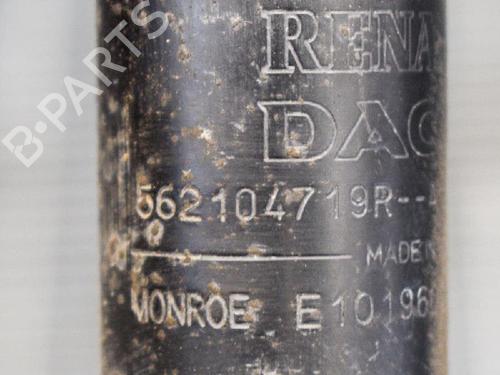 RENA
DAC
562104719R--
MADE
MONROE E10196
B-PARTS